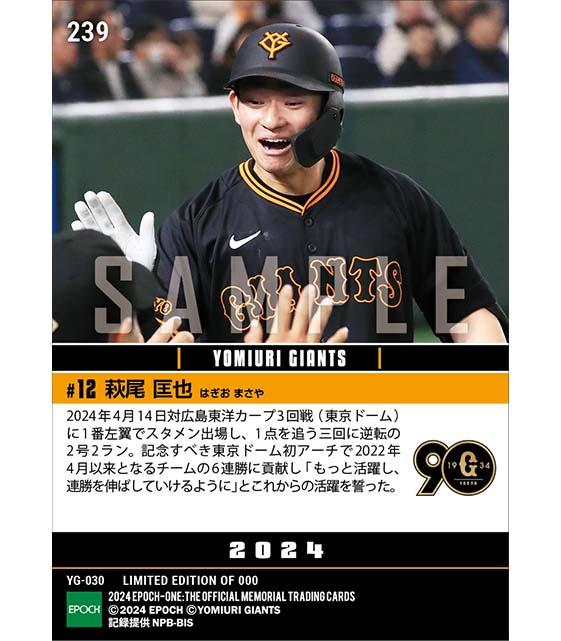 239
YG
GIANTS
SAMPLE
YOMIURI GIANTS
#12 萩尾 匡也 はぎお まさや
2024年4月14日対広島東洋カープ3回戦（東京ドーム）
に1番左翼でスタメン出場し、1点を追う三回に逆転の
2号2ラン。記念すべき東京ドーム初アーチで2022年
4月以来となるチームの6連勝に貢献し「もっと活躍し、
連勝を伸ばしていけるように」とこれからの活躍を誓った。
90
19 G 34
TOKYO
2024
YG-030 LIMITED EDITION OF 000
EPOCH
2024 EPOCH-ONE:THE OFFICIAL MEMORIAL TRADING CARDS
©2024 EPOCH ©YOMIURI GIANTS
記録提供 NPB-BIS